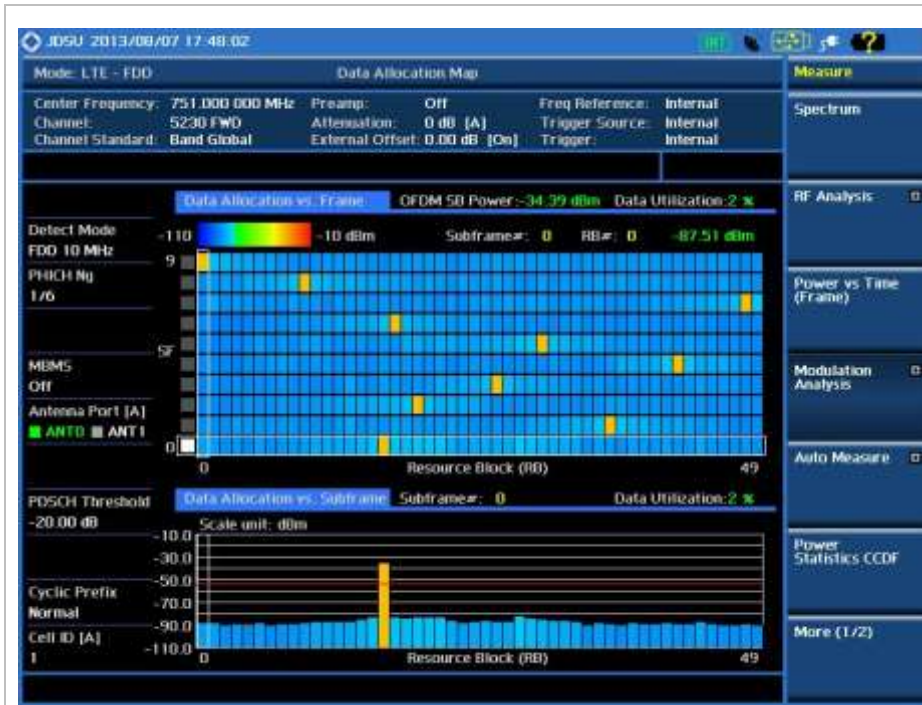 JDSU 2013/08/07 17:48:02
INT
?
Mode: LTE - FDD
Data Allocation Map
Measure
Center Frequency: 751.000 000 MHz Preamp: Off Freq Reference: Internal
Channel: 5230 FWD Attenuation: 0 dB [A] Trigger Source: Internal
Channel Standard: Band Global External Offset: 0.00 dB [On] Trigger: Internal
Spectrum
Data Allocation vs. Frame OFDM SB Power:-34.39 dBm Data Utilization:2 %
RF Analysis
Detect Mode
FDD 10 MHz
-110 -10 dBm Subframe#: 0 RB#: 0 -87.51 dBm
9
PHICH Ng
1/6
Power vs Time
(Frame)
SF
MBMS
Off
Modulation
Analysis
Antenna Port [A]
ANT0 ANT1
0
0 Resource Block (RB) 49
Auto Measure
PDSCH Threshold
-20.00 dB
Data Allocation vs. Subframe Subframe#: 0 Data Utilization:2 %
Scale unit: dBm
-10.0
-30.0
-50.0
-70.0
-90.0
-110.0
Power
Statistics CCDF
Cyclic Prefix
Normal
Cell ID [A]
1
0 Resource Block (RB) 49
More (1/2)